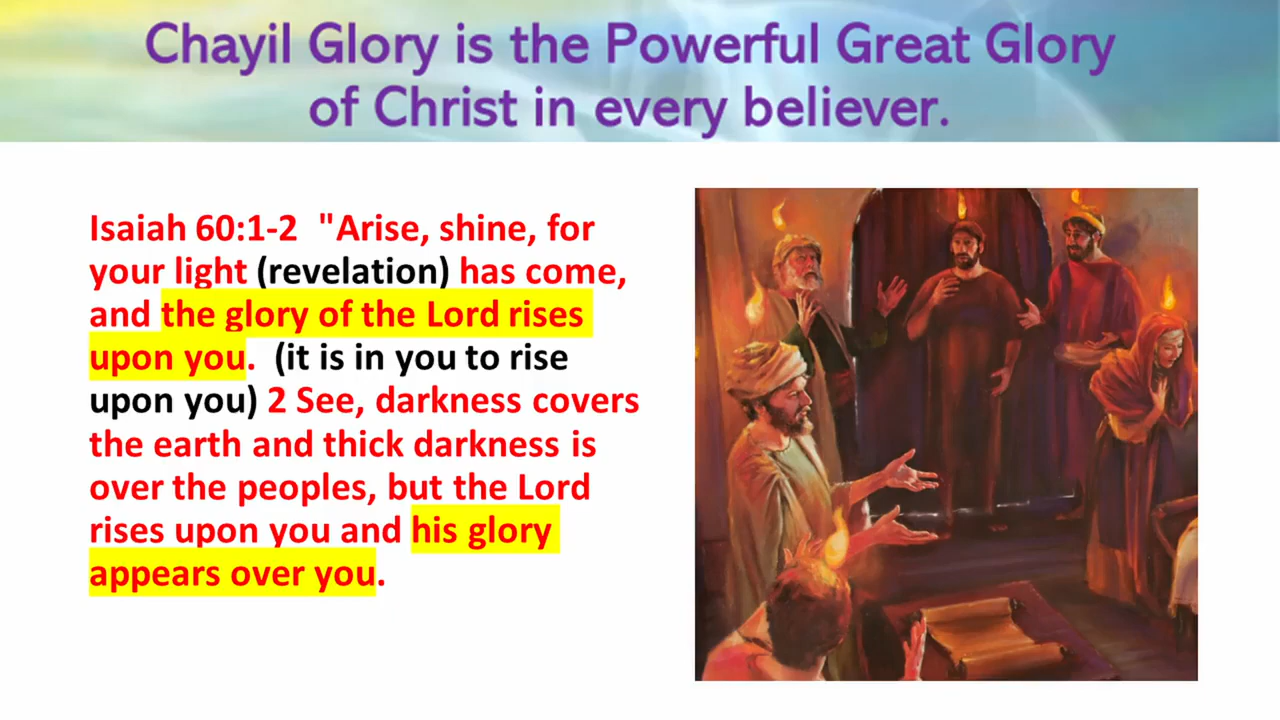 Chayil Glory is the Powerful Great Glory
of Christ in every believer.
Isaiah 60:1-2  "Arise, shine, for
your light (revelation) has come,
and the glory of the Lord rises
upon you.  (it is in you to rise
upon you) 2 See, darkness covers
the earth and thick darkness is
over the peoples, but the Lord
rises upon you and his glory
appears over you.